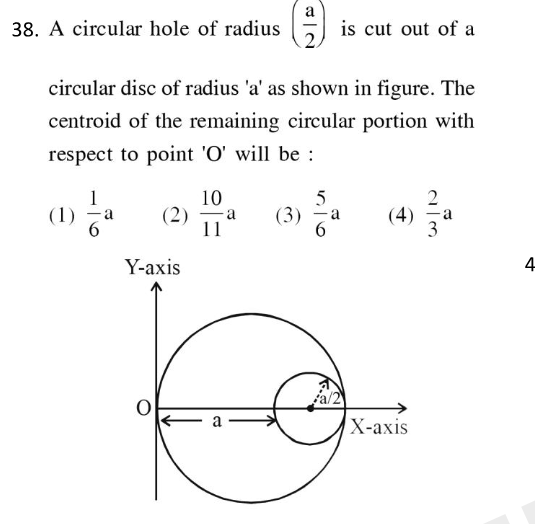 38. A circular hole of radius (a/2) is cut out of a
circular disc of radius 'a' as shown in figure. The
centroid of the remaining circular portion with
respect to point 'O' will be :
(1) 1/6 a (2) 10/11 a (3) 5/6 a (4) 2/3 a
Y-axis
4
a/2
O
a
X-axis